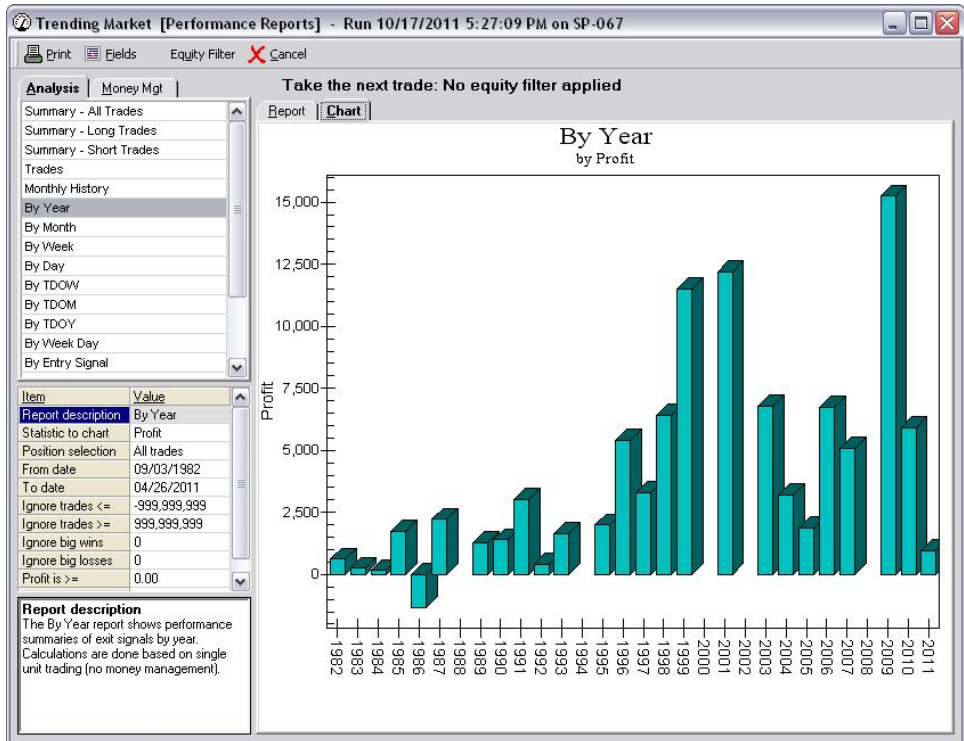 Trending Market [Performance Reports] - Run 10/17/2011 5:27:09 PM on SP-067
Print Fields Equity Filter Cancel
Analysis Money Mgt
Summary - All Trades
Summary - Long Trades
Summary - Short Trades
Trades
Monthly History
By Year
By Month
By Week
By Day
By TDOW
By TDOM
By TDOY
By Week Day
By Entry Signal
Item Value
Report description By Year
Statistic to chart Profit
Position selection All trades
From date 09/03/1982
To date 04/26/2011
Ignore trades <= -999,999,999
Ignore trades >= 999,999,999
Ignore big wins 0
Ignore big losses 0
Profit is >= 0.00
Report description
The By Year report shows performance
summaries of exit signals by year.
Calculations are done based on single
unit trading (no money management).
Take the next trade: No equity filter applied
Report Chart
By Year
by Profit
Profit
15,000
12,500
10,000
7,500
5,000
2,500
0
1982
1983
1984
1985
1986
1987
1988
1989
1990
1991
1992
1993
1994
1995
1996
1997
1998
1999
2000
2001
2002
2003
2004
2005
2006
2007
2008
2009
2010
2011